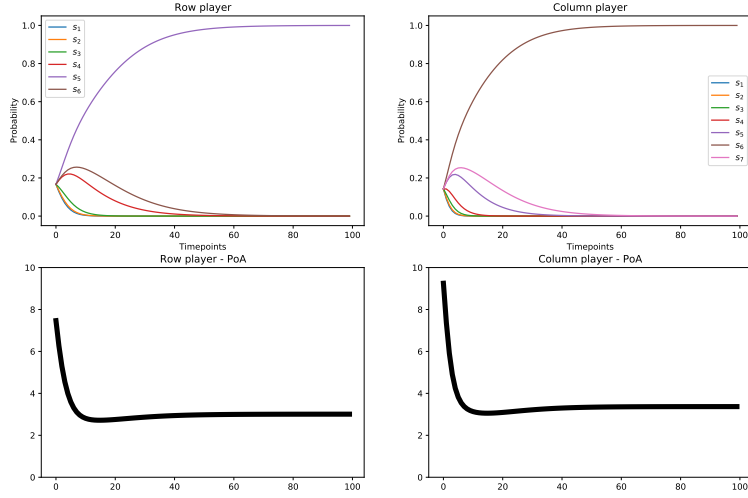 Row player
1.0
0.8
0.6
0.4
0.2
0.0
Probability
s1
s2
s3
s4
s5
s6
0 20 40 60 80 100
Timepoints
Column player
1.0
0.8
0.6
0.4
0.2
0.0
Probability
s1
s2
s3
s4
s5
s6
s7
0 20 40 60 80 100
Timepoints
Row player - PoA
10
8
6
4
2
0
0 20 40 60 80 100
Column player - PoA
10
8
6
4
2
0
0 20 40 60 80 100